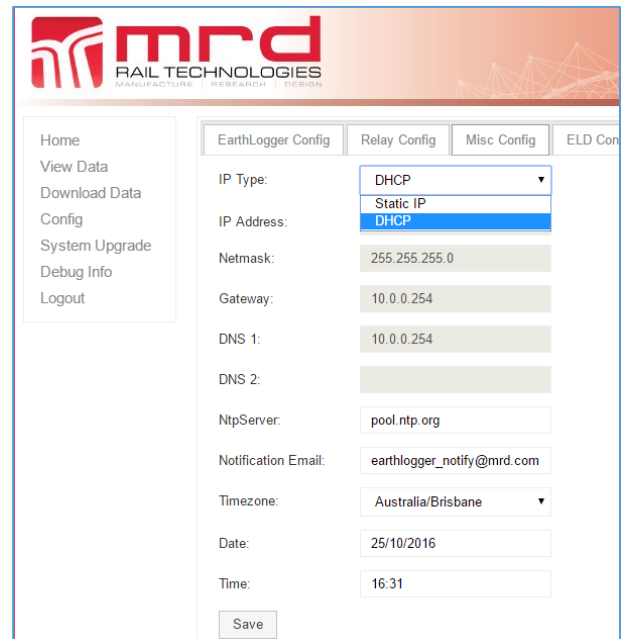 mrd
RAIL TECHNOLOGIES
MANUFACTURE | RESEARCH | DESIGN
Home
View Data
Download Data
Config
System Upgrade
Debug Info
Logout
EarthLogger Config Relay Config Misc Config ELD Con
IP Type: DHCP
Static IP
DHCP
IP Address:
Netmask: 255.255.255.0
Gateway: 10.0.0.254
DNS 1: 10.0.0.254
DNS 2:
NtpServer: pool.ntp.org
Notification Email: earthlogger_notify@mrd.com
Timezone: Australia/Brisbane
Date: 25/10/2016
Time: 16:31
Save